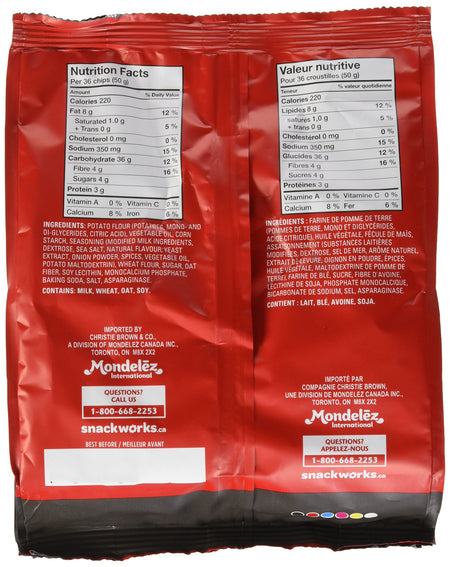 Nutrition Facts
Per 36 chips (50 g)
Amount % Daily Value
Calories 220
Fat 8 g 12 %
Saturated 1.0 g
+ Trans 0 g 5 %
Cholesterol 0 mg 0 %
Sodium 350 mg 15 %
Carbohydrate 36 g 12 %
Fibre 4 g 16 %
Sugars 4 g
Protein 3 g
Vitamin A 0 % Vitamin C 0 %
Calcium 8 % Iron 6 %
INGREDIENTS: POTATO FLOUR (POTATOES, MONO- AND
DI-GLYCERIDES, CITRIC ACID), VEGETABLE OIL, CORN
STARCH, SEASONING (MODIFIED MILK INGREDIENTS,
DEXTROSE, SEA SALT, NATURAL FLAVOUR, YEAST
EXTRACT, ONION POWDER, SPICES, VEGETABLE OIL,
POTATO MALTODEXTRIN), WHEAT FLOUR, SUGAR, OAT
FIBER, SOY LECITHIN, MONOCALCIUM PHOSPHATE,
BAKING SODA, SALT, ASPARAGINASE.
CONTAINS: MILK, WHEAT, OAT, SOY.
IMPORTED BY
CHRISTIE BROWN & CO.
A DIVISION OF MONDELEZ CANADA INC.,
TORONTO, ON M8X 2X2
Mondelēz
International
QUESTIONS?
CALL US
1-800-668-2253
snackworks.ca
BEST BEFORE / MEILLEUR AVANT
Valeur nutritive
Pour 36 croustilles (50 g)
Teneur % valeur quotidienne
Calories 220
Lipides 8 g 12 %
saturés 1,0 g
+ trans 0 g 5 %
Cholestérol 0 mg 0 %
Sodium 350 mg 15 %
Glucides 36 g 12 %
Fibres 4 g 16 %
Sucres 4 g
Protéines 3 g
Vitamine A 0 % Vitamine C 0 %
Calcium 8 % Fer 6 %
INGRÉDIENTS : FARINE DE POMME DE TERRE
(POMMES DE TERRE, MONO ET DIGLYCÉRIDES,
ACIDE CITRIQUE), HUILE VÉGÉTALE, FÉCULE DE MAÏS,
ASSAISONNEMENT (SUBSTANCES LAITIÈRES
MODIFIÉES, DEXTROSE, SEL DE MER, ARÔME NATUREL,
EXTRAIT DE LEVURE, OIGNON EN POUDRE, ÉPICES,
HUILE VÉGÉTALE, MALTODEXTRINE DE POMME DE
TERRE), FARINE DE BLÉ, SUCRE, FIBRE D'AVOINE,
LÉCITHINE DE SOJA, PHOSPHATE MONOCALCIQUE,
BICARBONATE DE SODIUM, SEL, ASPARAGINASE.
CONTIENT : LAIT, BLÉ, AVOINE, SOJA.
IMPORTÉ PAR
COMPAGNIE CHRISTIE BROWN,
UNE DIVISION DE MONDELEZ CANADA INC.,
TORONTO, ON M8X 2X2
Mondelēz
International
QUESTIONS?
APPELEZ-NOUS
1-800-668-2253
snackworks.ca